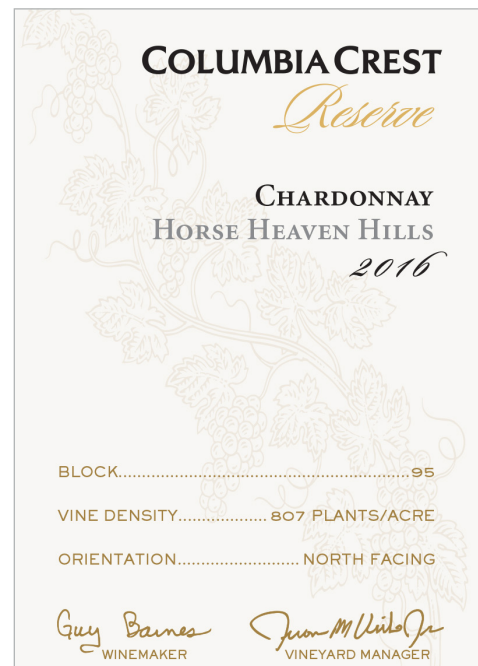 COLUMBIA CREST
Reserve
CHARDONNAY
HORSE HEAVEN HILLS
2016
BLOCK..............................................................95
VINE DENSITY................... 807 PLANTS/ACRE
ORIENTATION.......................... NORTH FACING
Guy Barnes
WINEMAKER
VINEYARD MANAGER